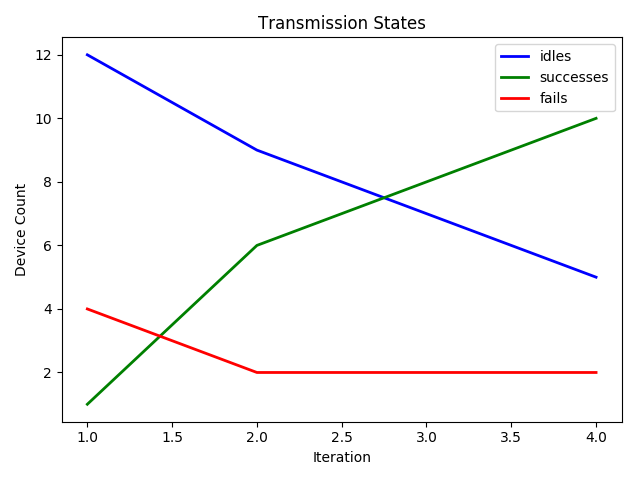 Transmission States
idles
successes
fails
12
10
8
6
4
2
Device Count
1.0 1.5 2.0 2.5 3.0 3.5 4.0
Iteration